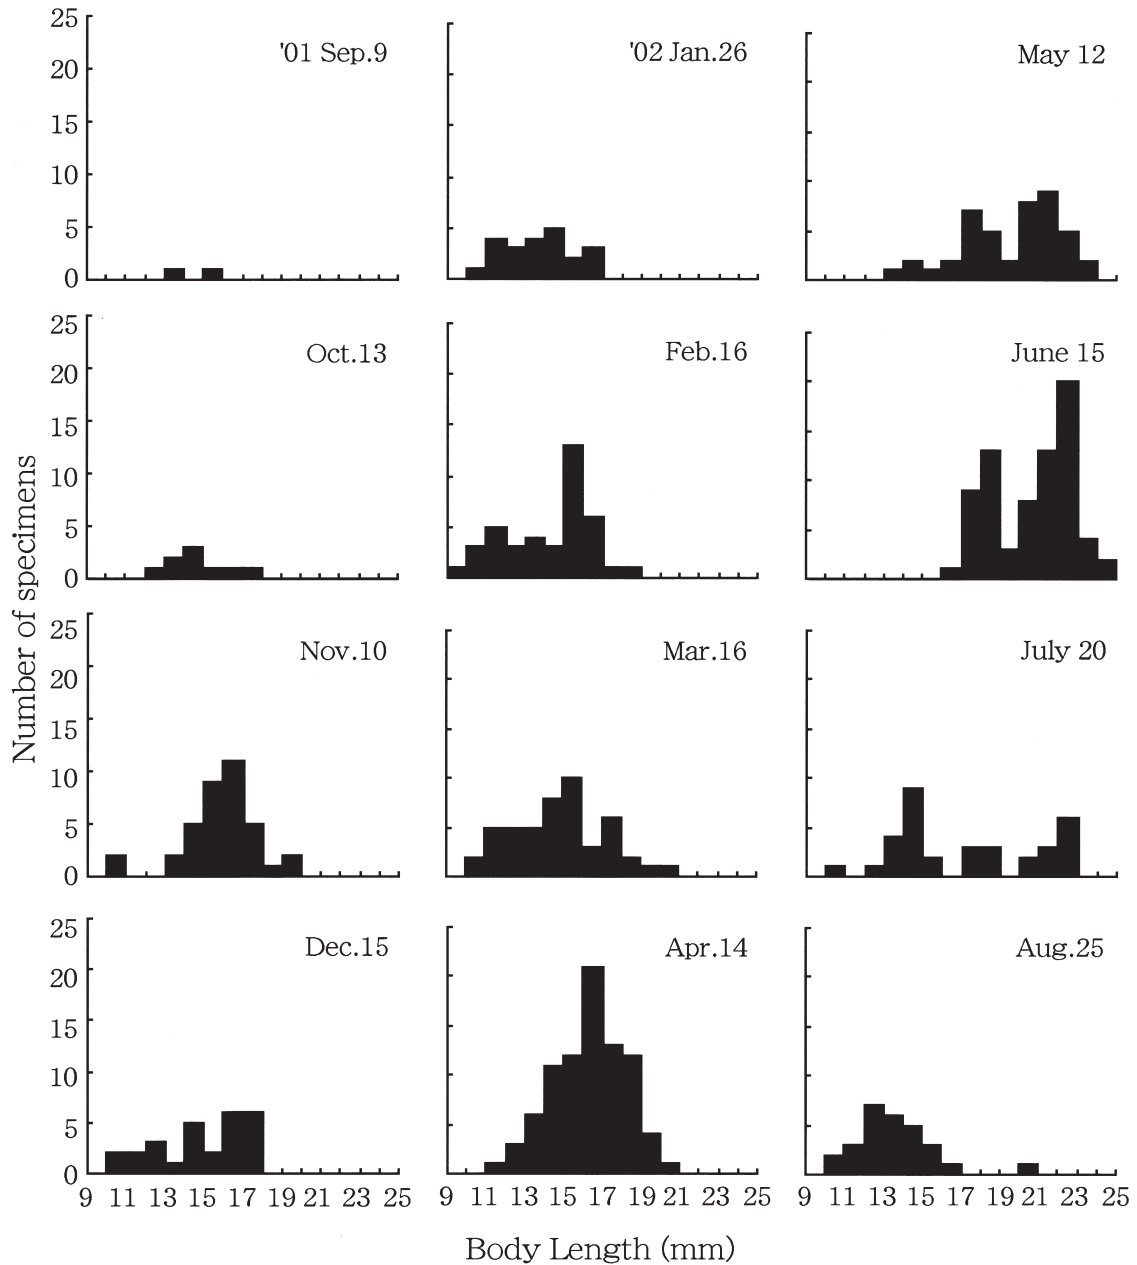 25
20
15
10
5
0
'01 Sep.9
'02 Jan.26
May 12
25
20
15
10
5
0
Oct.13
Feb.16
June 15
25
20
15
10
5
0
Nov.10
Mar.16
July 20
25
20
15
10
5
0
Dec.15
Apr.14
Aug.25
9 11 13 15 17 19 21 23 25
9 11 13 15 17 19 21 23 25
9 11 13 15 17 19 21 23 25
Number of specimens
Body Length (mm)